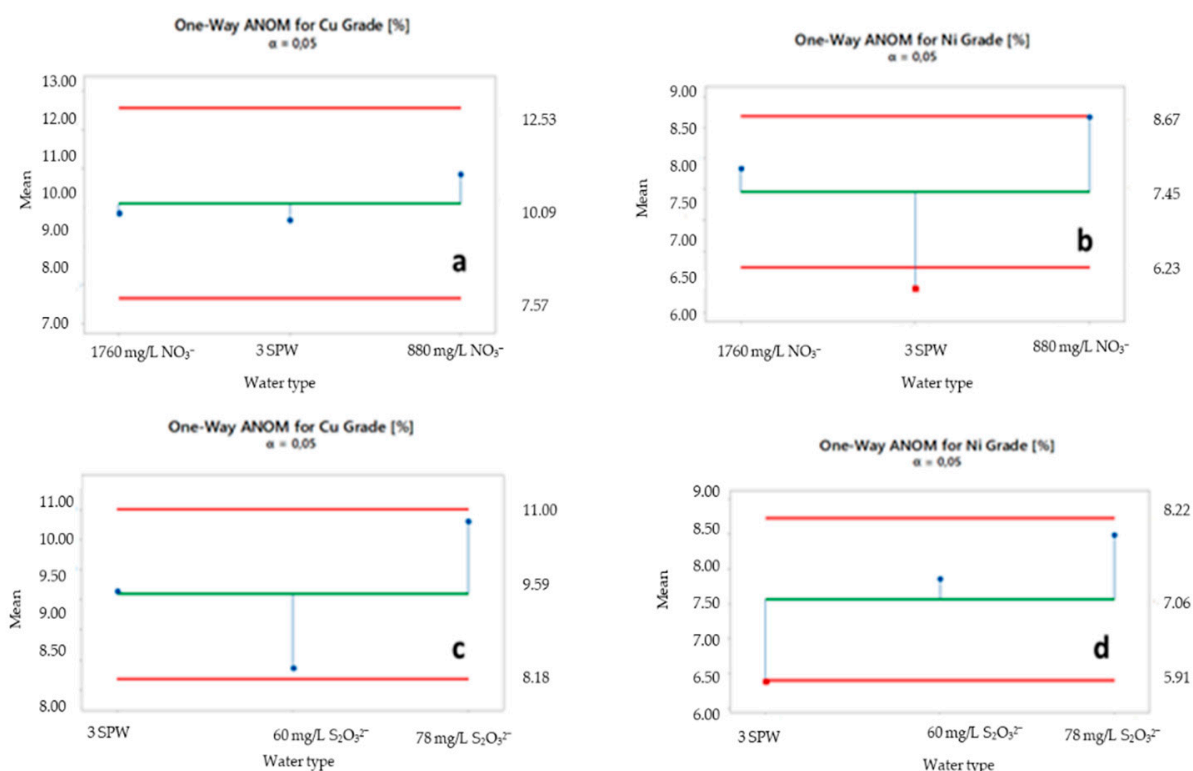 One-Way ANOM for Cu Grade [%]
α = 0,05
13.00
12.00
11.00
10.00
9.00
8.00
7.00
Mean
12.53
10.09
7.57
a
1760 mg/L NO₃⁻
3 SPW
880 mg/L NO₃⁻
Water type
One-Way ANOM for Ni Grade [%]
α = 0,05
9.00
8.50
8.00
7.50
7.00
6.50
6.00
Mean
8.67
7.45
6.23
b
1760 mg/L NO₃⁻
3 SPW
880 mg/L NO₃⁻
Water type
One-Way ANOM for Cu Grade [%]
α = 0,05
11.00
10.00
9.50
9.00
8.50
8.00
Mean
11.00
9.59
8.18
c
3 SPW
60 mg/L S₂O₃²⁻
78 mg/L S₂O₃²⁻
Water type
One-Way ANOM for Ni Grade [%]
α = 0,05
9.00
8.50
8.00
7.50
7.00
6.50
6.00
Mean
8.22
7.06
5.91
d
3 SPW
60 mg/L S₂O₃²⁻
78 mg/L S₂O₃²⁻
Water type